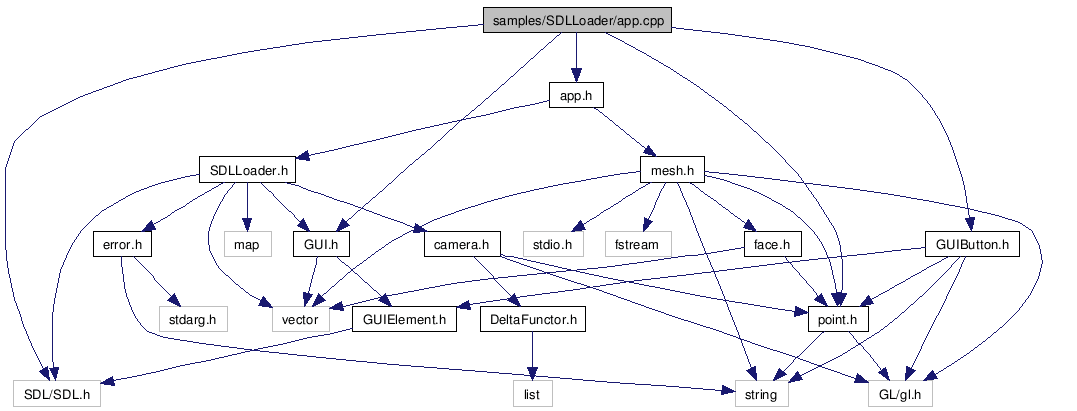 samples/SDLLoader/app.cpp
app.h
SDLLoader.h
mesh.h
error.h
map
GUI.h
camera.h
stdio.h
fstream
face.h
GUIButton.h
stdarg.h
vector
GUIElement.h
DeltaFunctor.h
point.h
SDL/SDL.h
list
string
GL/gl.h